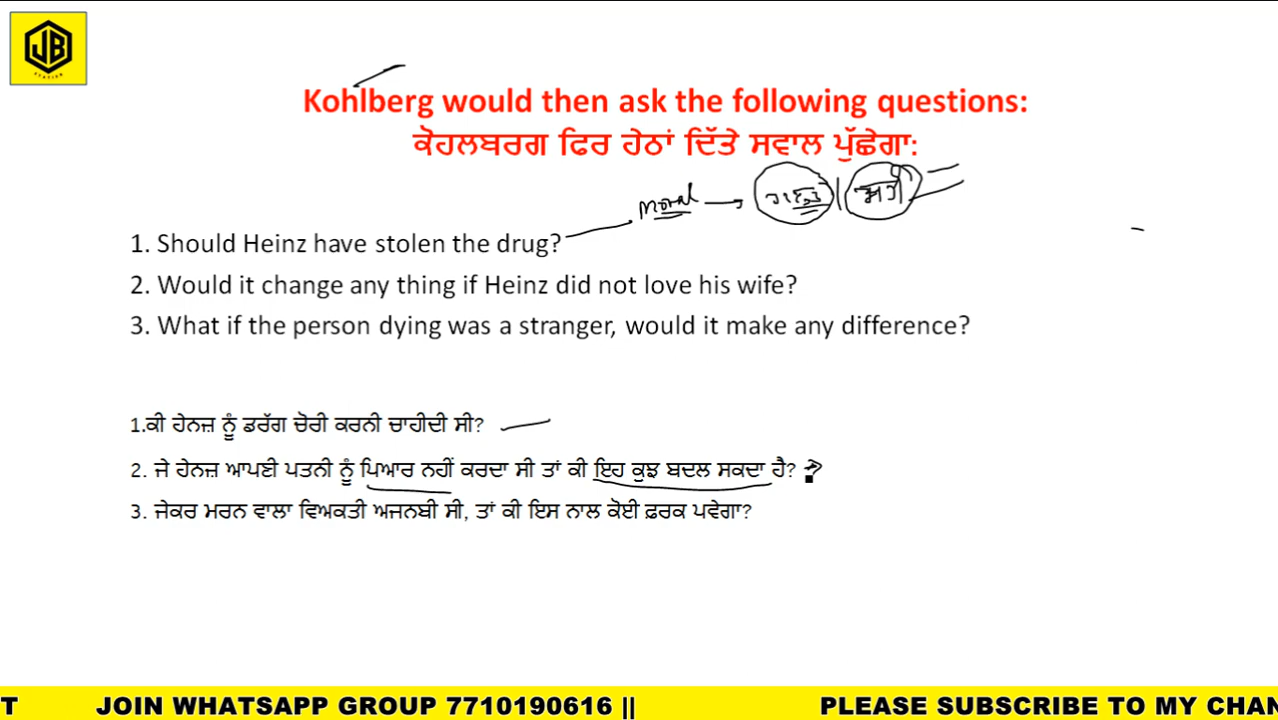 JB
STATION
Kohlberg would then ask the following questions:
ਕੋਹਲਬਰਗ ਫਿਰ ਹੇਠਾਂ ਦਿੱਤੇ ਸਵਾਲ ਪੁੱਛੇਗਾ:
moral
1. Should Heinz have stolen the drug?
2. Would it change any thing if Heinz did not love his wife?
3. What if the person dying was a stranger, would it make any difference?
1.ਕੀ ਹੇਨਜ਼ ਨੂੰ ਡਰੱਗ ਚੋਰੀ ਕਰਨੀ ਚਾਹੀਦੀ ਸੀ?
2. ਜੇ ਹੇਨਜ਼ ਆਪਣੀ ਪਤਨੀ ਨੂੰ ਪਿਆਰ ਨਹੀਂ ਕਰਦਾ ਸੀ ਤਾਂ ਕੀ ਇਹ ਕੁਝ ਬਦਲ ਸਕਦਾ ਹੈ? ?
3. ਜੇਕਰ ਮਰਨ ਵਾਲਾ ਵਿਅਕਤੀ ਅਜਨਬੀ ਸੀ, ਤਾਂ ਕੀ ਇਸ ਨਾਲ ਕੋਈ ਫ਼ਰਕ ਪਵੇਗਾ?
T JOIN WHATSAPP GROUP 7710190616 || PLEASE SUBSCRIBE TO MY CHAN